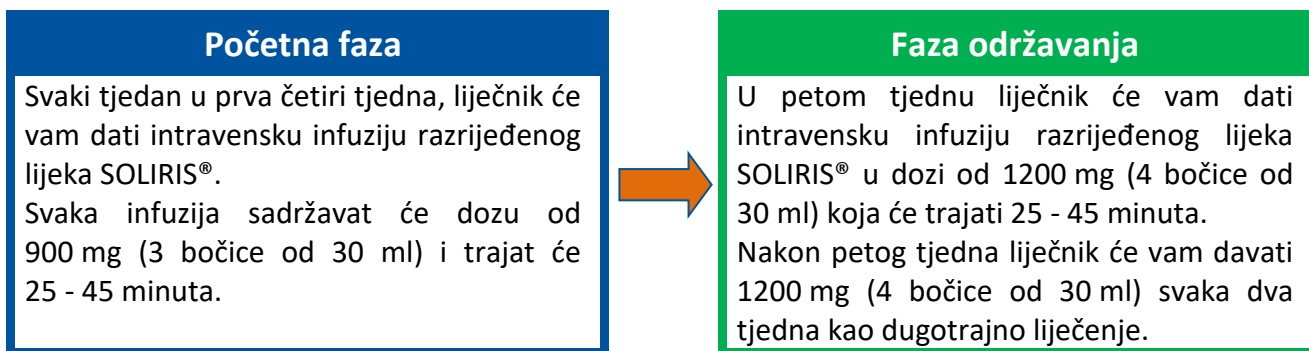 Početna faza
Svaki tjedan u prva četiri tjedna, liječnik će
vam dati intravensku infuziju razrijeđenog
lijeka SOLIRIS®.
Svaka infuzija sadržavat će dozu od
900 mg (3 bočice od 30 ml) i trajat će
25 - 45 minuta.
Faza održavanja
U petom tjednu liječnik će vam dati
intravensku infuziju razrijeđenog lijeka
SOLIRIS® u dozi od 1200 mg (4 bočice od
30 ml) koja će trajati 25 - 45 minuta.
Nakon petog tjedna liječnik će vam davati
1200 mg (4 bočice od 30 ml) svaka dva
tjedna kao dugotrajno liječenje.